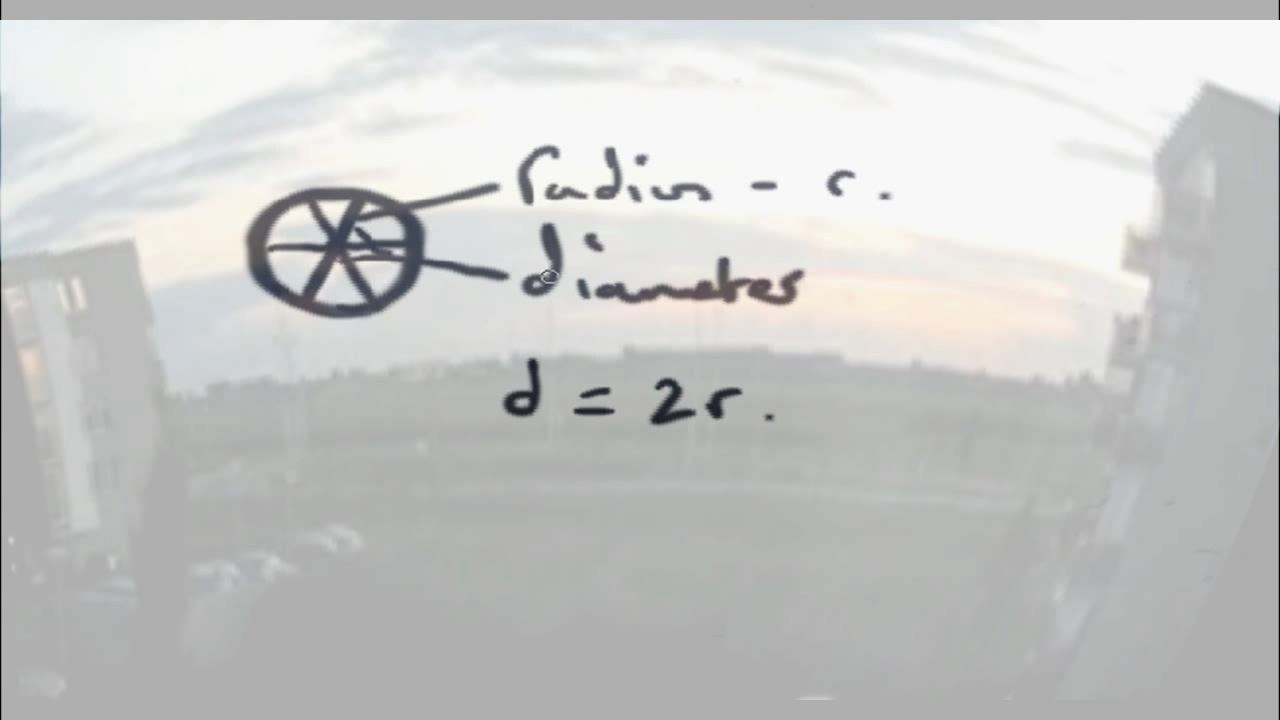 radius - r.
diameter
d = 2r.